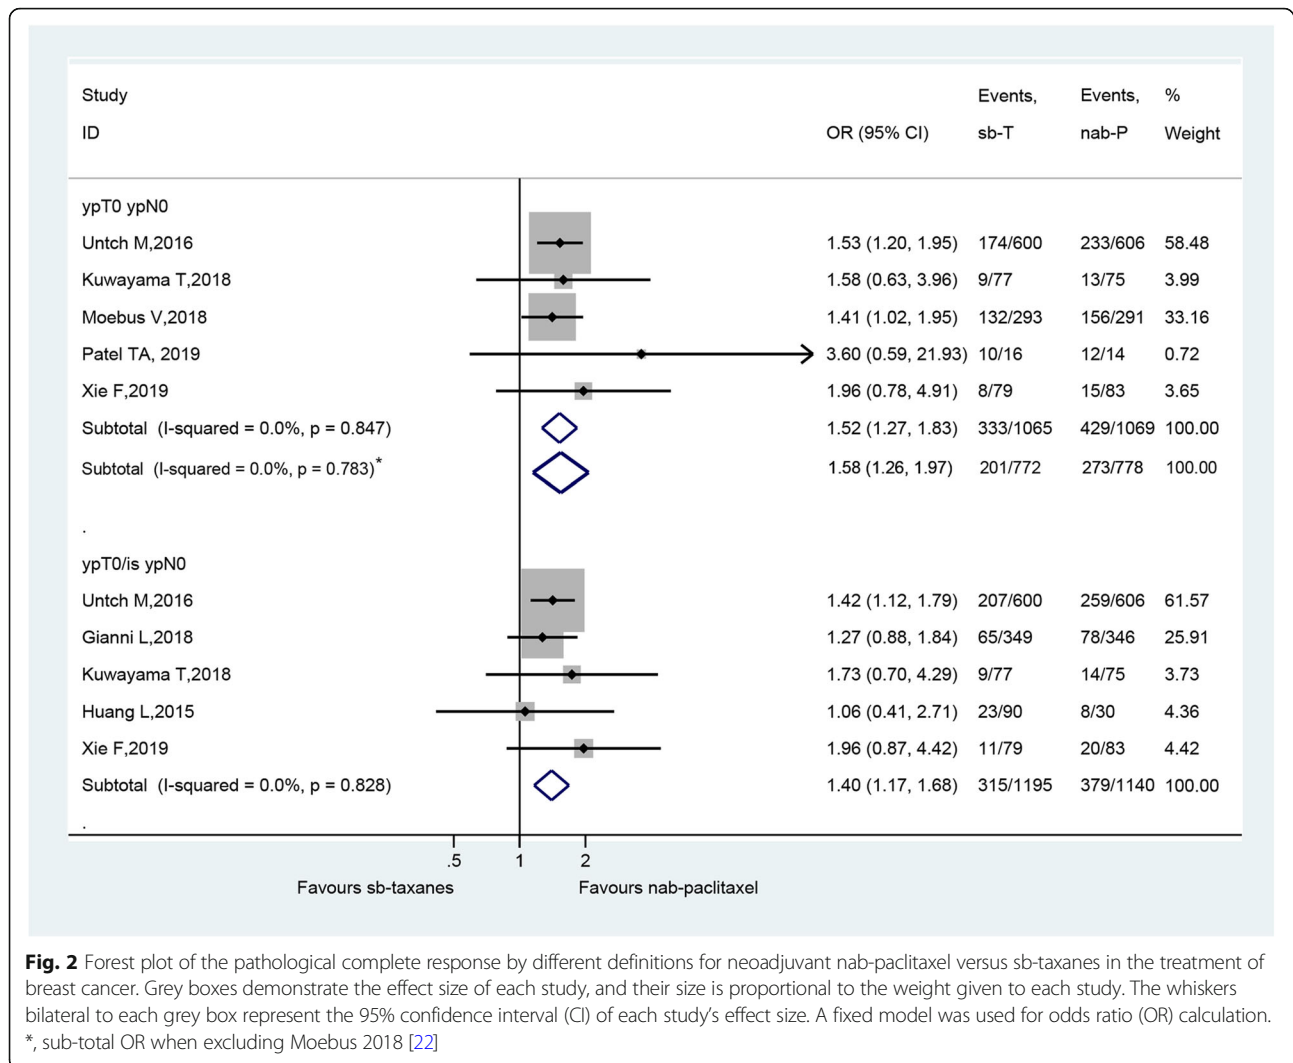 Study Events, Events, %
ID OR (95% CI) sb-T nab-P Weight
ypT0 ypN0
Untch M,2016 1.53 (1.20, 1.95) 174/600 233/606 58.48
Kuwayama T,2018 1.58 (0.63, 3.96) 9/77 13/75 3.99
Moebus V,2018 1.41 (1.02, 1.95) 132/293 156/291 33.16
Patel TA, 2019 3.60 (0.59, 21.93) 10/16 12/14 0.72
Xie F,2019 1.96 (0.78, 4.91) 8/79 15/83 3.65
Subtotal (I-squared = 0.0%, p = 0.847) 1.52 (1.27, 1.83) 333/1065 429/1069 100.00
Subtotal (I-squared = 0.0%, p = 0.783)* 1.58 (1.26, 1.97) 201/772 273/778 100.00
.
ypT0/is ypN0
Untch M,2016 1.42 (1.12, 1.79) 207/600 259/606 61.57
Gianni L,2018 1.27 (0.88, 1.84) 65/349 78/346 25.91
Kuwayama T,2018 1.73 (0.70, 4.29) 9/77 14/75 3.73
Huang L,2015 1.06 (0.41, 2.71) 23/90 8/30 4.36
Xie F,2019 1.96 (0.87, 4.42) 11/79 20/83 4.42
Subtotal (I-squared = 0.0%, p = 0.828) 1.40 (1.17, 1.68) 315/1195 379/1140 100.00
.
.5 1 2
Favours sb-taxanes Favours nab-paclitaxel
Fig. 2 Forest plot of the pathological complete response by different definitions for neoadjuvant nab-paclitaxel versus sb-taxanes in the treatment of
breast cancer. Grey boxes demonstrate the effect size of each study, and their size is proportional to the weight given to each study. The whiskers
bilateral to each grey box represent the 95% confidence interval (CI) of each study's effect size. A fixed model was used for odds ratio (OR) calculation.
*, sub-total OR when excluding Moebus 2018 [22]